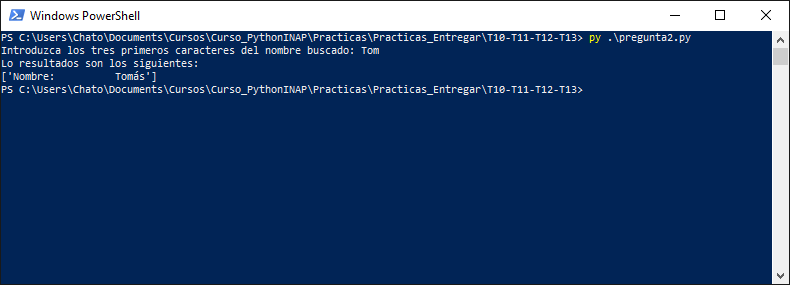 Windows PowerShell
PS C:\Users\Chato\Documents\Cursos\Curso_PythonINAP\Practicas\Practicas_Entregar\T10-T11-T12-T13> py .\pregunta2.py
Introduzca los tres primeros caracteres del nombre buscado: Tom
Lo resultados son los siguientes:
['Nombre:         Tomás']
PS C:\Users\Chato\Documents\Cursos\Curso_PythonINAP\Practicas\Practicas_Entregar\T10-T11-T12-T13>